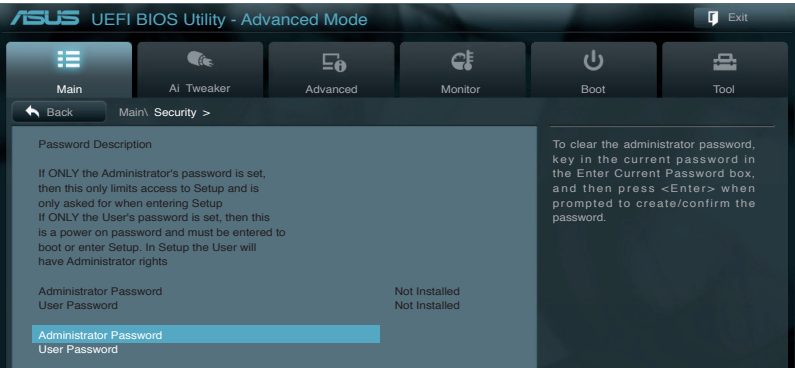 ASUS UEFI BIOS Utility - Advanced Mode
Exit
Main
Ai Tweaker
Advanced
Monitor
Boot
Tool
Back
Main\ Security >
Password Description
If ONLY the Administrator's password is set,
then this only limits access to Setup and is
only asked for when entering Setup
If ONLY the User's password is set, then this
is a power on password and must be entered to
boot or enter Setup. In Setup the User will
have Administrator rights
Administrator Password Not Installed
User Password Not Installed
Administrator Password
User Password
To clear the administrator password,
key in the current password in
the Enter Current Password box,
and then press <Enter> when
prompted to create/confirm the
password.